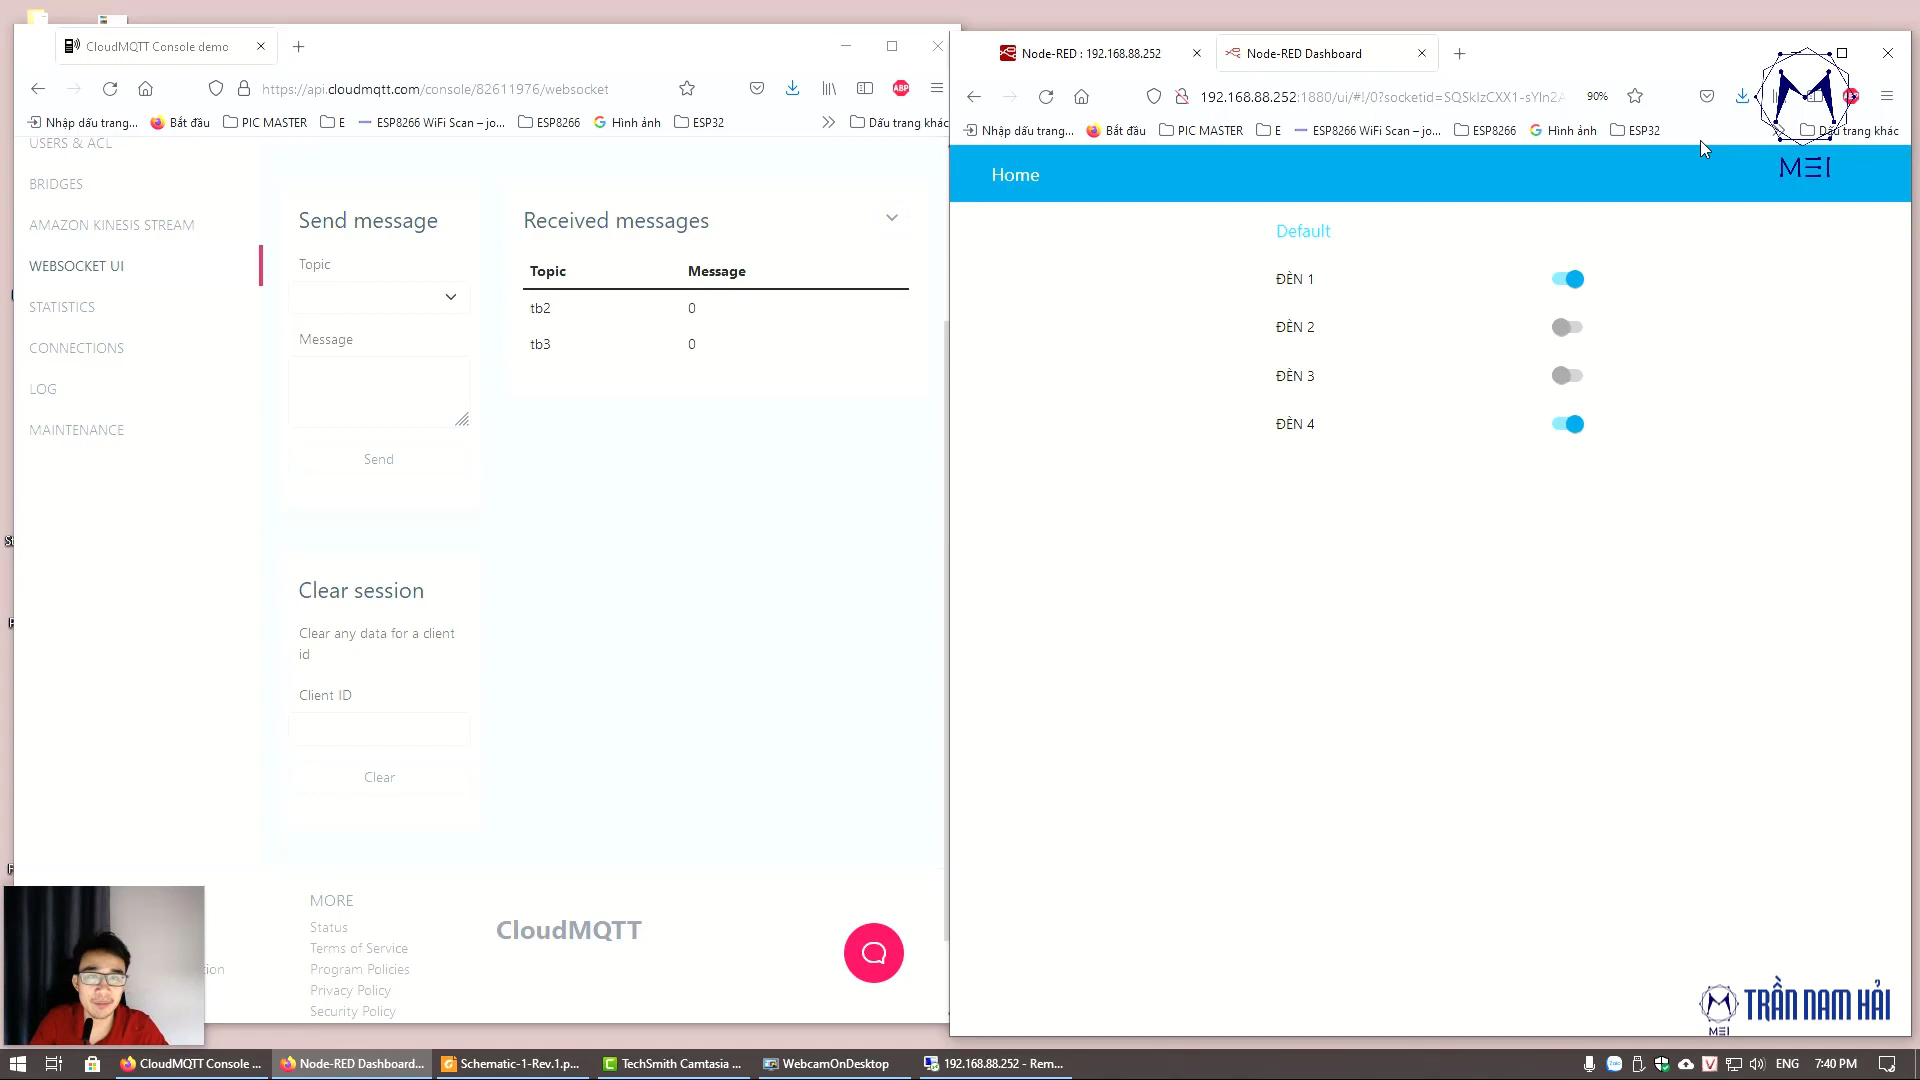 CloudMQTT Console demo
https://api.cloudmqtt.com/console/82611976/websocket
Nhập dấu trang...
Bắt đầu
PIC MASTER
E
ESP8266 WiFi Scan – jo...
ESP8266
Hình ảnh
ESP32
Dấu trang khác
USERS & ACL
BRIDGES
AMAZON KINESIS STREAM
WEBSOCKET UI
STATISTICS
CONNECTIONS
LOG
MAINTENANCE
Send message
Topic
Message
Send
Received messages
Topic Message
tb2 0
tb3 0
Clear session
Clear any data for a client
id
Client ID
Clear
MORE
Status
Terms of Service
Program Policies
Privacy Policy
Security Policy
CloudMQTT
Node-RED : 192.168.88.252
Node-RED Dashboard
192.168.88.252:1880/ui/#!/0?socketid=SQSkIzCXX1-sYIn2A
90%
Nhập dấu trang...
Bắt đầu
PIC MASTER
E
ESP8266 WiFi Scan – jo...
ESP8266
Hình ảnh
ESP32
Dấu trang khác
MEI
Home
Default
ĐÈN 1
ĐÈN 2
ĐÈN 3
ĐÈN 4
MEI
TRẦN NAM HẢI
CloudMQTT Console ...
Node-RED Dashboard...
Schematic-1-Rev.1.p...
TechSmith Camtasia ...
WebcamOnDesktop
192.168.88.252 - Rem...
ENG
7:40 PM